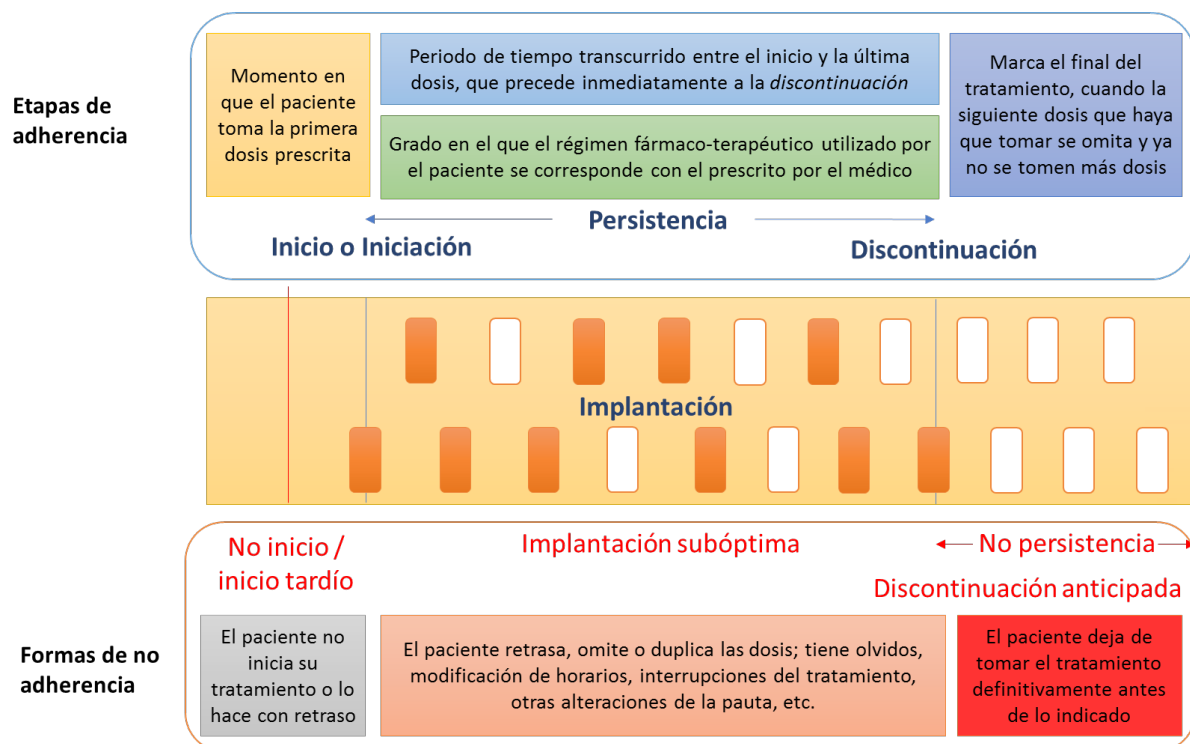 Etapas de
adherencia
Momento en
que el paciente
toma la primera
dosis prescrita
Periodo de tiempo transcurrido entre el inicio y la última
dosis, que precede inmediatamente a la discontinuación
Grado en el que el régimen fármaco-terapéutico utilizado por
el paciente se corresponde con el prescrito por el médico
Marca el final del
tratamiento, cuando la
siguiente dosis que haya
que tomar se omita y ya
no se tomen más dosis
Persistencia
Inicio o Iniciación
Discontinuación
Implantación
No inicio /
inicio tardío
Implantación subóptima
No persistencia
Discontinuación anticipada
Formas de no
adherencia
El paciente no
inicia su
tratamiento o lo
hace con retraso
El paciente retrasa, omite o duplica las dosis; tiene olvidos,
modificación de horarios, interrupciones del tratamiento,
otras alteraciones de la pauta, etc.
El paciente deja de
tomar el tratamiento
definitivamente antes
de lo indicado